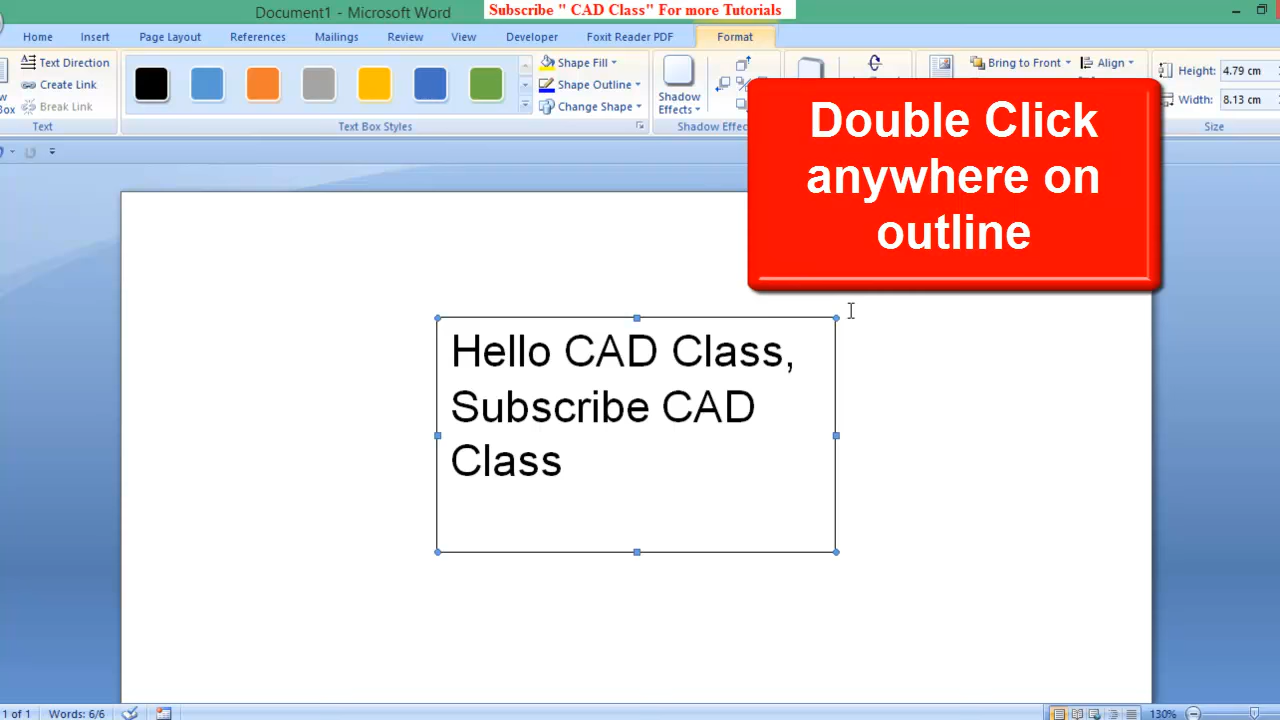 Document1 - Microsoft Word
Subscribe " CAD Class" For more Tutorials
Home Insert Page Layout References Mailings Review View Developer Foxit Reader PDF Format
Text Direction
Create Link
Break Link
Text
Shape Fill
Shape Outline
Change Shape
Text Box Styles
Shadow
Effects
Bring to Front
Align
Height: 4.79 cm
Width: 8.13 cm
Size
Double Click
anywhere on
outline
Hello CAD Class,
Subscribe CAD
Class
1 of 1 Words: 6/6 130%